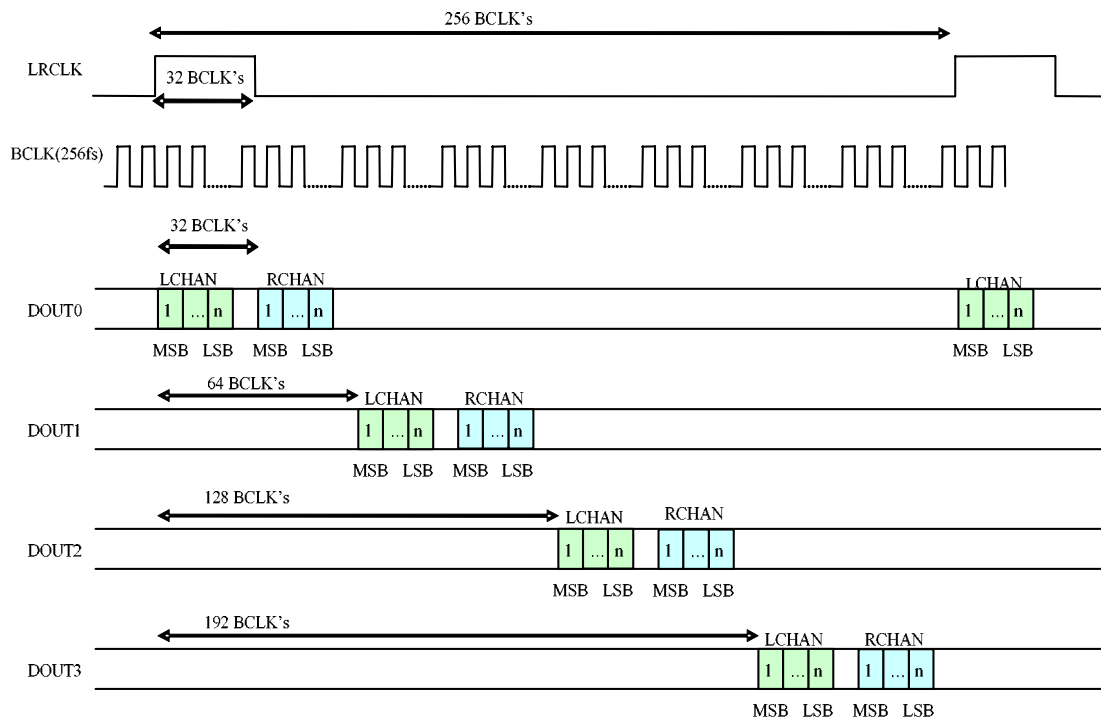 256 BCLK's
LRCLK
32 BCLK's
BCLK(256fs)
32 BCLK's
LCHAN RCHAN LCHAN
DOUT0 1 ... n 1 ... n 1 ... n
MSB LSB MSB LSB MSB LSB
64 BCLK's
LCHAN RCHAN
DOUT1 1 ... n 1 ... n
MSB LSB MSB LSB
128 BCLK's
LCHAN RCHAN
DOUT2 1 ... n 1 ... n
MSB LSB MSB LSB
192 BCLK's
LCHAN RCHAN
DOUT3 1 ... n 1 ... n
MSB LSB MSB LSB